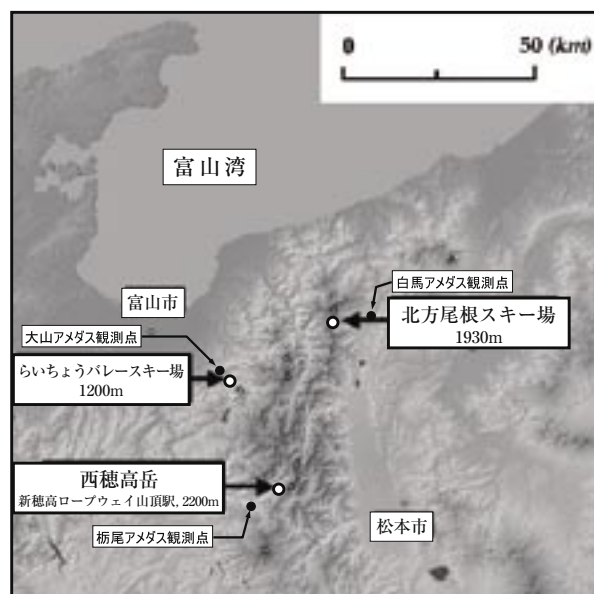 0 50 (km)
富山湾
白馬アメダス観測点
富山市
北方尾根スキー場
1930m
大山アメダス観測点
らいちょうバレースキー場
1200m
西穂高岳
新穂高ロープウェイ山頂駅, 2200m
松本市
栃尾アメダス観測点